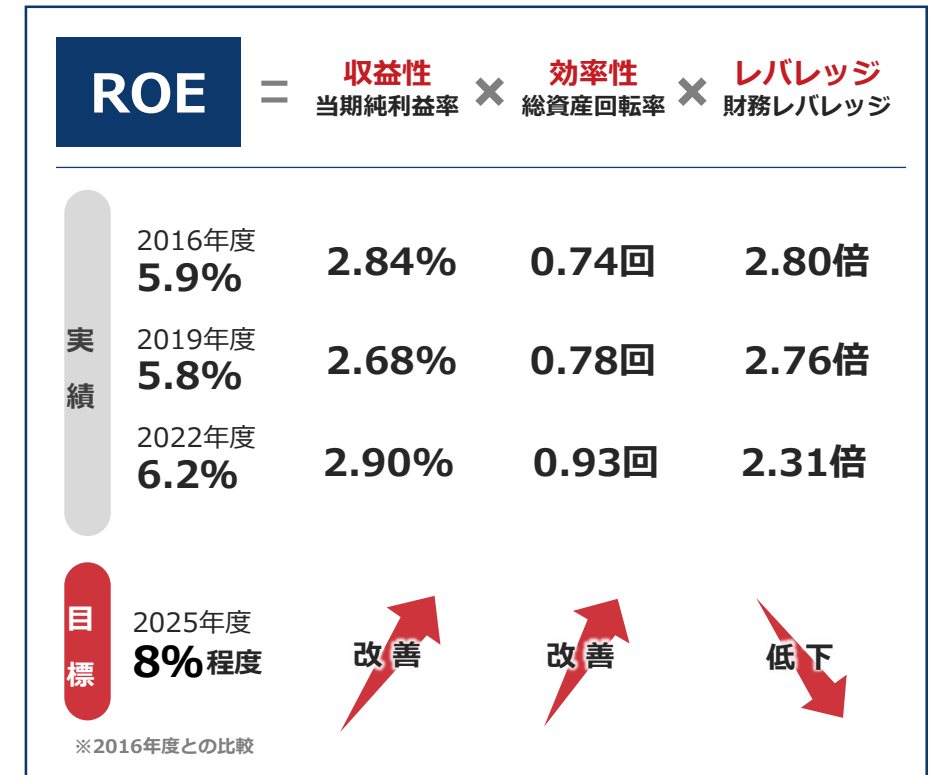 ROE = 収益性 × 効率性 × レバレッジ
当期純利益率 総資産回転率 財務レバレッジ
実績
2016年度
5.9% 2.84% 0.74回 2.80倍
2019年度
5.8% 2.68% 0.78回 2.76倍
2022年度
6.2% 2.90% 0.93回 2.31倍
目標
2025年度
8%程度 改善 改善 低下
※2016年度との比較